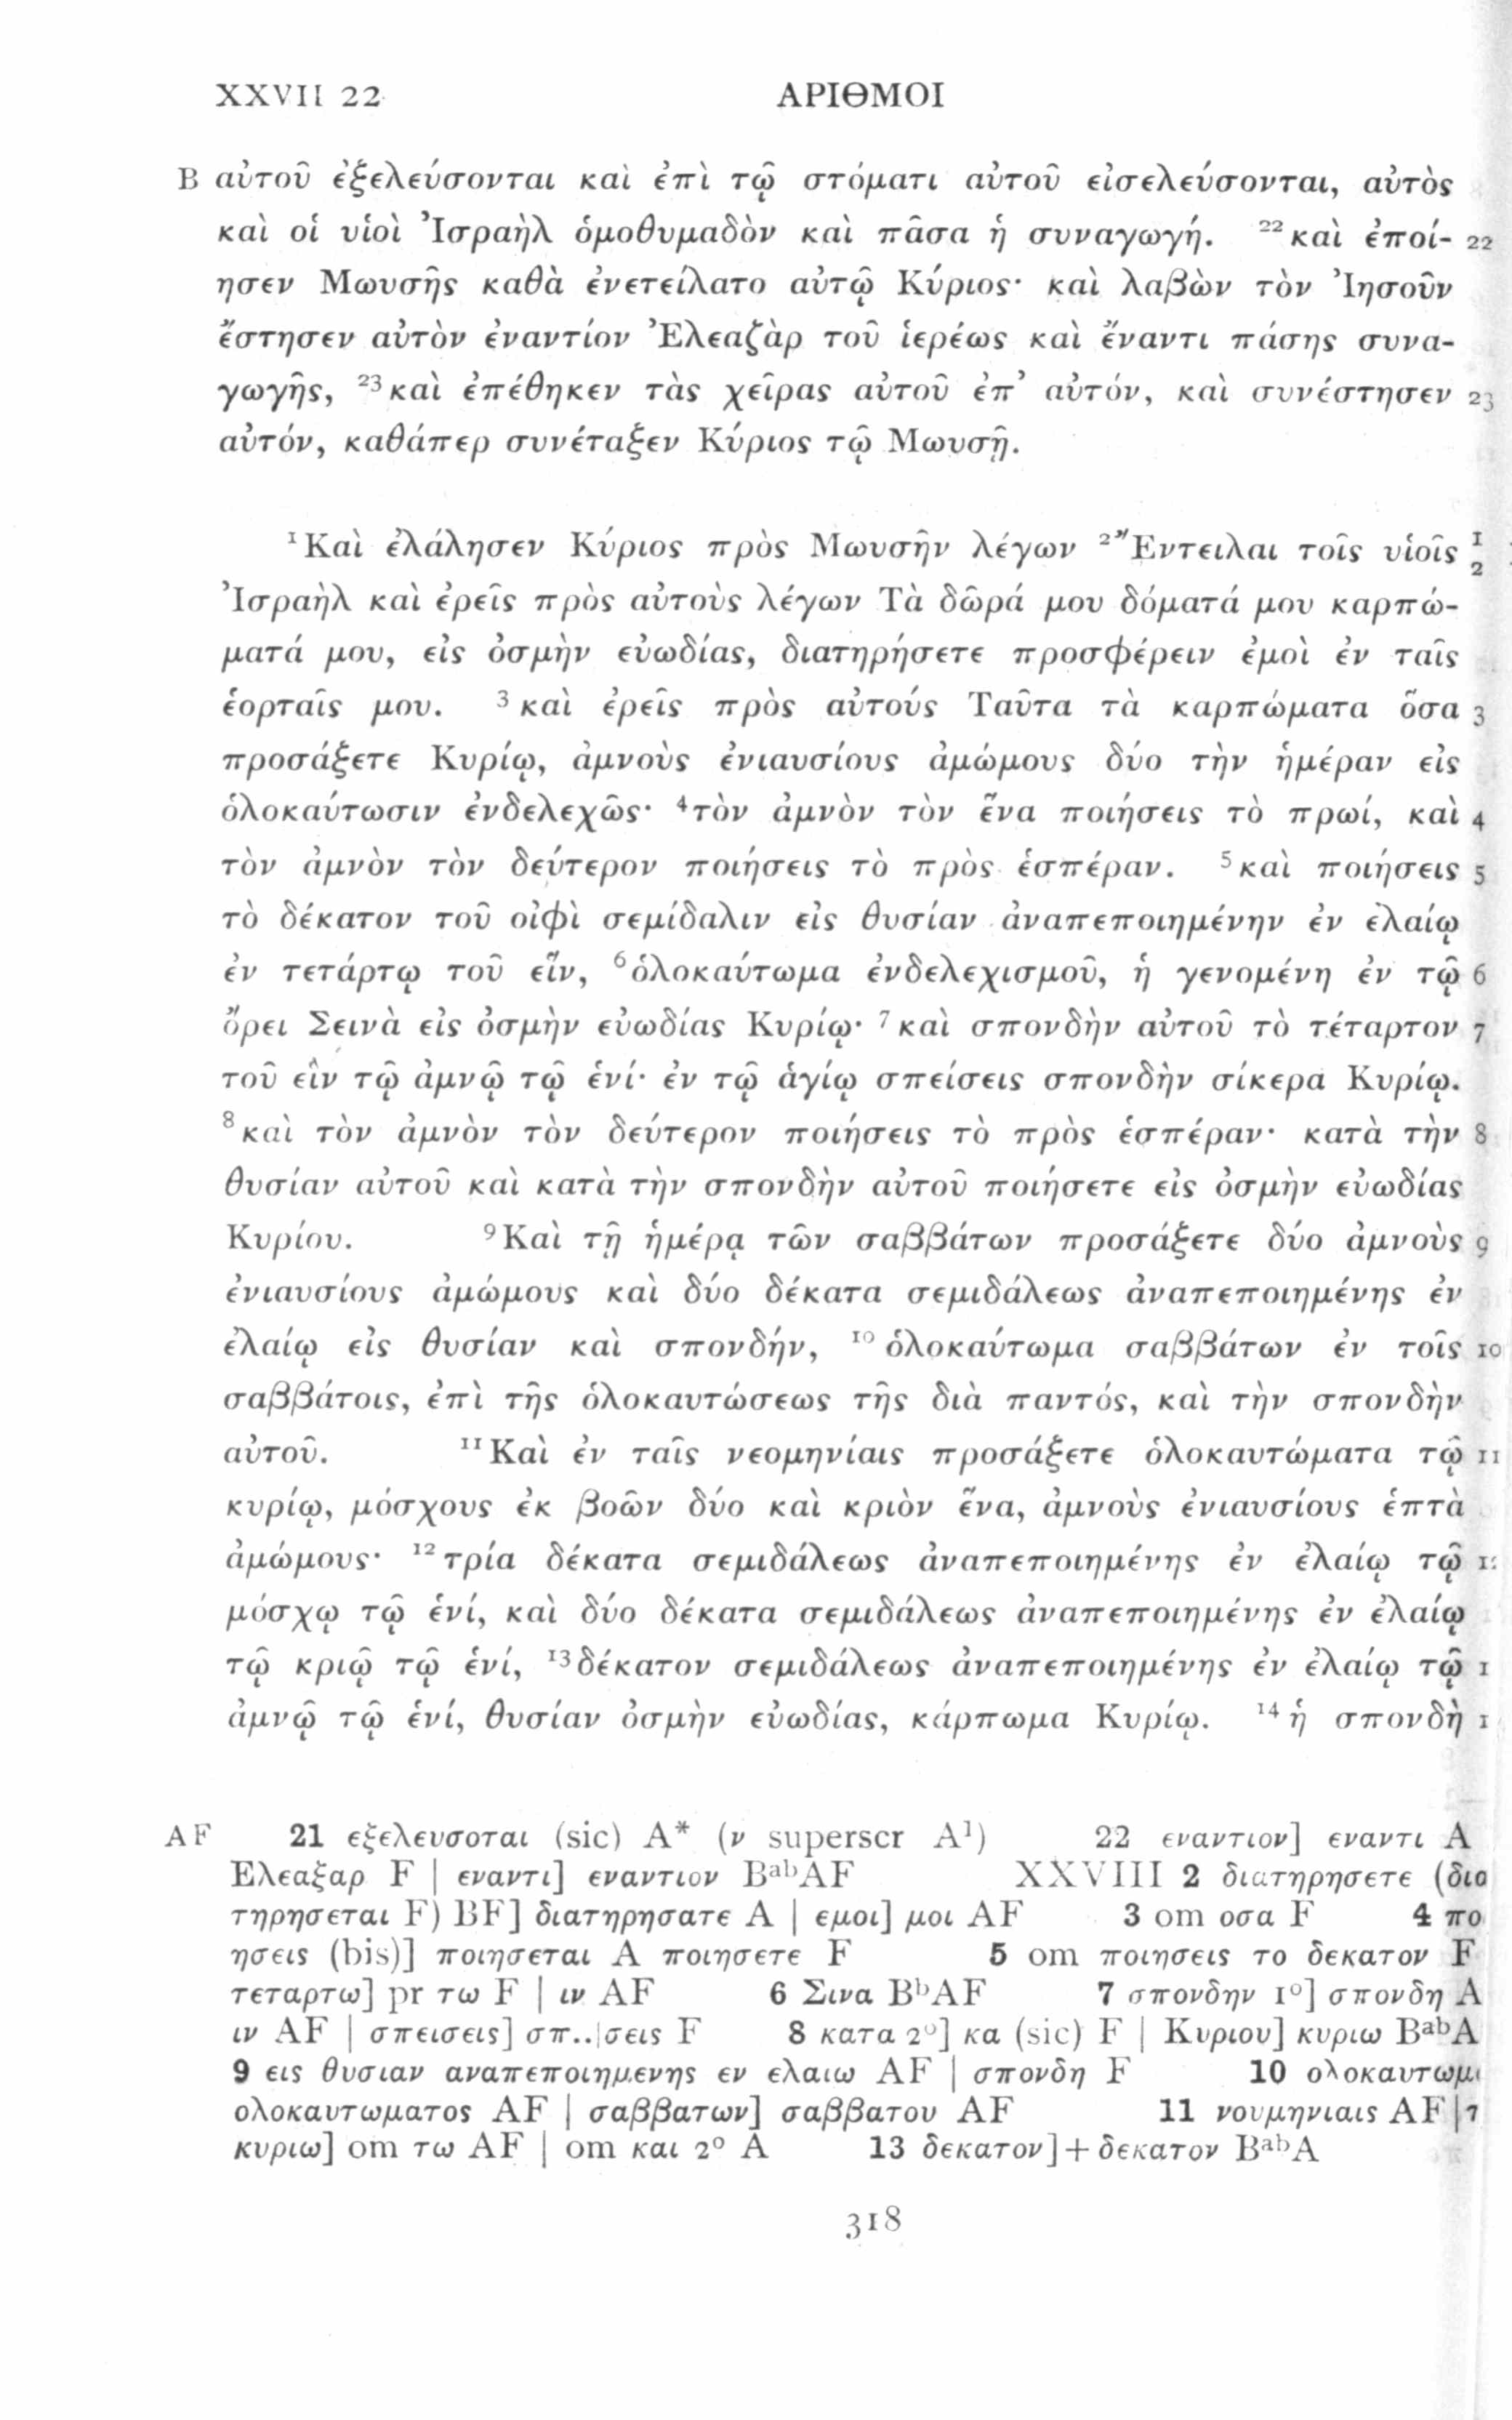 XXVII 22 ΑΡΙΘΜΟΙ
B αὐτοῦ ἐξελεύσονται καὶ ἐπὶ τῷ στόματι αὐτοῦ εἰσελεύσονται, αὐτὸς
καὶ οἱ υἱοὶ Ἰσραὴλ ὁμοθυμαδὸν καὶ πᾶσα ἡ συναγωγή. ²²καὶ ἐποί- 22
ησεν Μωυσῆς καθὰ ἐνετείλατο αὐτῷ Κύριος· καὶ λαβὼν τὸν Ἰησοῦν
ἔστησεν αὐτὸν ἐναντίον Ἐλεαζὰρ τοῦ ἱερέως καὶ ἔναντι πάσης συνα-
γωγῆς, ²³καὶ ἐπέθηκεν τὰς χεῖρας αὐτοῦ ἐπ᾽ αὐτόν, καὶ συνέστησεν 23
αὐτόν, καθάπερ συνέταξεν Κύριος τῷ Μωυσῇ.
¹Καὶ ἐλάλησεν Κύριος πρὸς Μωυσῆν λέγων ²Ἔντειλαι τοῖς υἱοῖς 1 2
Ἰσραὴλ καὶ ἐρεῖς πρὸς αὐτοὺς λέγων Τὰ δῶρά μου δόματά μου καρπώ-
ματά μου, εἰς ὀσμὴν εὐωδίας, διατηρήσετε προσφέρειν ἐμοὶ ἐν ταῖς
ἑορταῖς μου. ³καὶ ἐρεῖς πρὸς αὐτούς Ταῦτα τὰ καρπώματα ὅσα 3
προσάξετε Κυρίῳ, ἀμνοὺς ἐνιαυσίους ἀμώμους δύο τὴν ἡμέραν εἰς
ὁλοκαύτωσιν ἐνδελεχῶς· ⁴τὸν ἀμνὸν τὸν ἕνα ποιήσεις τὸ πρωί, καὶ 4
τὸν ἀμνὸν τὸν δεύτερον ποιήσεις τὸ πρὸς ἑσπέραν. ⁵καὶ ποιήσεις 5
τὸ δέκατον τοῦ οἰφὶ σεμίδαλιν εἰς θυσίαν ἀναπεποιημένην ἐν ἐλαίῳ
ἐν τετάρτῳ τοῦ εἴν, ⁶ὁλοκαύτωμα ἐνδελεχισμοῦ, ἡ γενομένη ἐν τῷ 6
ὄρει Σεινὰ εἰς ὀσμὴν εὐωδίας Κυρίῳ· ⁷καὶ σπονδὴν αὐτοῦ τὸ τέταρτον 7
τοῦ εἲν τῷ ἀμνῷ τῷ ἑνί· ἐν τῷ ἁγίῳ σπείσεις σπονδὴν σίκερα Κυρίῳ.
⁸καὶ τὸν ἀμνὸν τὸν δεύτερον ποιήσεις τὸ πρὸς ἑσπέραν· κατὰ τὴν 8
θυσίαν αὐτοῦ καὶ κατὰ τὴν σπονδὴν αὐτοῦ ποιήσετε εἰς ὀσμὴν εὐωδίας
Κυρίου. ⁹Καὶ τῇ ἡμέρᾳ τῶν σαββάτων προσάξετε δύο ἀμνοὺς 9
ἐνιαυσίους ἀμώμους καὶ δύο δέκατα σεμιδάλεως ἀναπεποιημένης ἐν
ἐλαίῳ εἰς θυσίαν καὶ σπονδήν, ¹⁰ὁλοκαύτωμα σαββάτων ἐν τοῖς 10
σαββάτοις, ἐπὶ τῆς ὁλοκαυτώσεως τῆς διὰ παντός, καὶ τὴν σπονδὴν
αὐτοῦ. ¹¹Καὶ ἐν ταῖς νεομηνίαις προσάξετε ὁλοκαυτώματα τῷ 11
κυρίῳ, μόσχους ἐκ βοῶν δύο καὶ κριὸν ἕνα, ἀμνοὺς ἐνιαυσίους ἑπτὰ
ἀμώμους· ¹²τρία δέκατα σεμιδάλεως ἀναπεποιημένης ἐν ἐλαίῳ τῷ
μόσχῳ τῷ ἑνί, καὶ δύο δέκατα σεμιδάλεως ἀναπεποιημένης ἐν ἐλαίῳ
τῷ κριῷ τῷ ἑνί, ¹³δέκατον σεμιδάλεως ἀναπεποιημένης ἐν ἐλαίῳ τῷ 1
ἀμνῷ τῷ ἑνί, θυσίαν ὀσμὴν εὐωδίας, κάρπωμα Κυρίῳ. ¹⁴ἡ σπονδὴ 1
AF 21 εξελευσοται (sic) A* (ν superscr A¹) 22 εναντιον] εναντι A
Ελεαξαρ F | εναντι] εναντιον BᵃᵇAF XXVIII 2 διατηρησετε (δια
τηρησεται F) BF] διατηρησατε A | εμοι] μοι AF 3 om οσα F 4 πο
ησεις (bis)] ποιησεται A ποιησετε F 5 om ποιησεις το δεκατον F
τεταρτω] pr τω F | ιν AF 6 Σινα BᵇAF 7 σπονδην 1°] σπονδη A
ιν AF | σπεισεις] σπ..|σεις F 8 κατα 2°] κα (sic) F | Κυριου] κυριω BᵃᵇA
9 εις θυσιαν αναπεποιημενης εν ελαιω AF | σπονδη F 10 ολοκαυτωμ
ολοκαυτωματος AF | σαββατων] σαββατου AF 11 νουμηνιαις AF | τ
κυριω] om τω AF | om και 2° A 13 δεκατον]+δεκατον BᵃᵇA
318